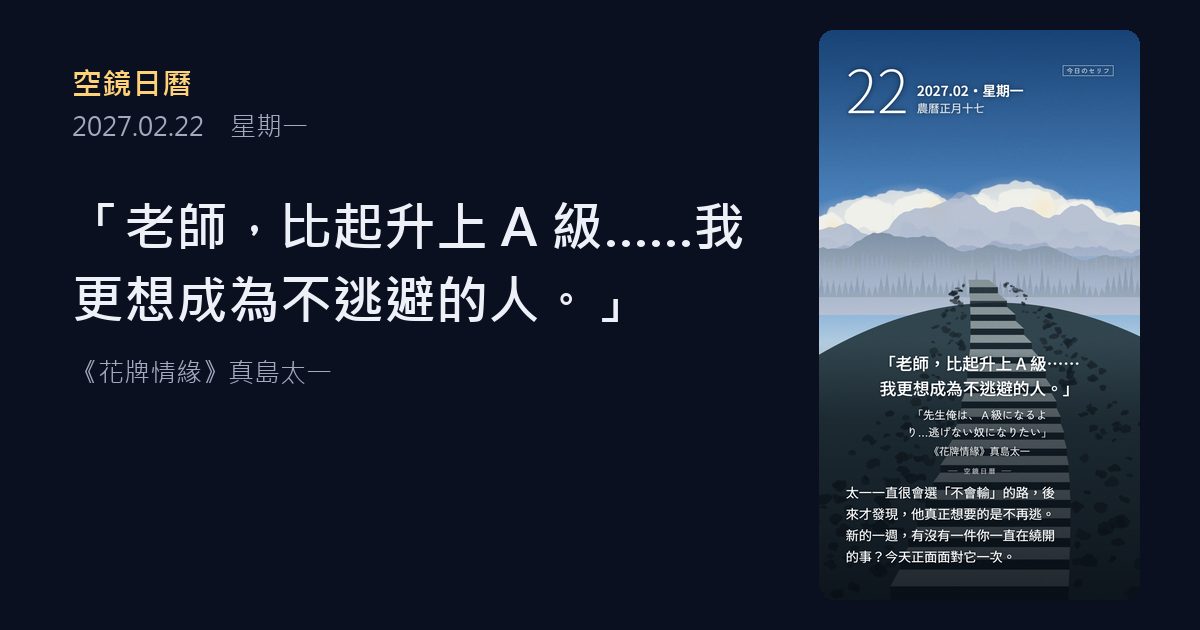 空鏡日曆
2027.02.22 星期一
「老師，比起升上 A 級……我
更想成為不逃避的人。」
《花牌情緣》真島太一
22
2027.02・星期一
農曆正月十七
今日のセリフ
「老師，比起升上 A 級……
我更想成為不逃避的人。」
「先生俺は、Ａ級になるよ
り…逃げない奴になりたい」
《花牌情緣》真島太一
— 空鏡日曆 —
太一一直很會選「不會輸」的路，後
來才發現，他真正想要的是不再逃。
新的一週，有沒有一件你一直在繞開
的事？今天正面面對它一次。